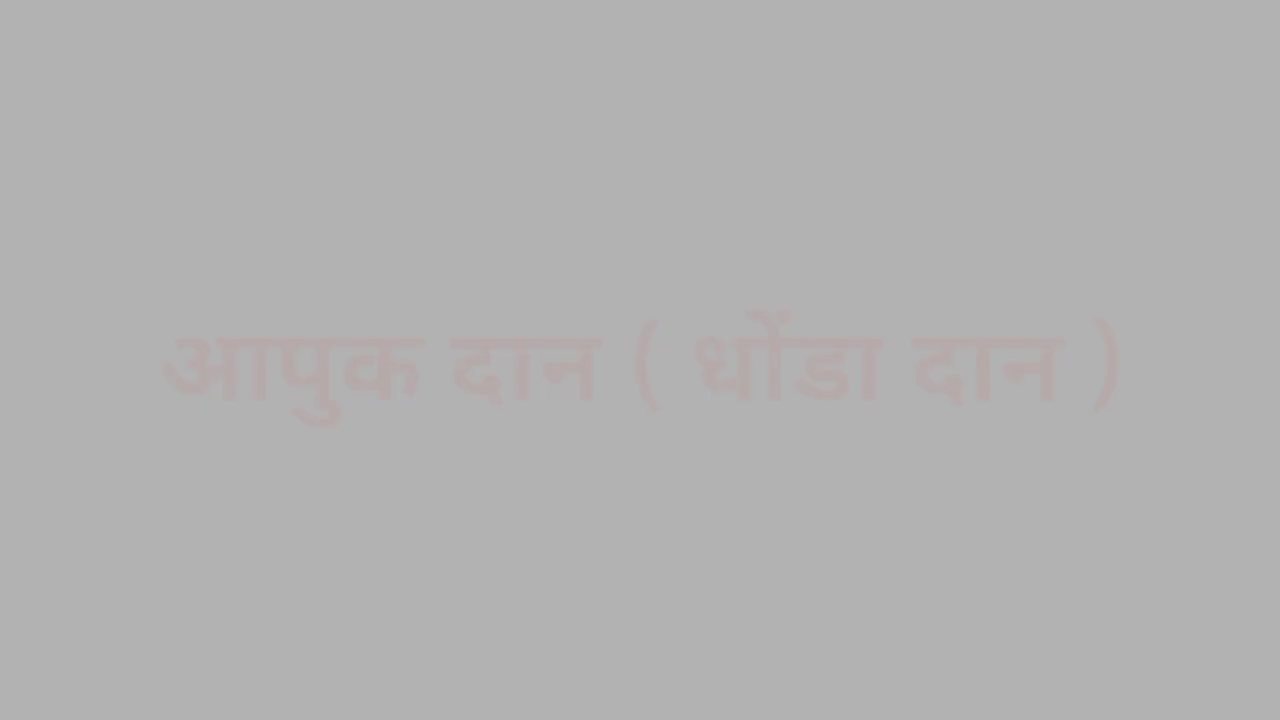 आपुक दान ( धोंडा दान )